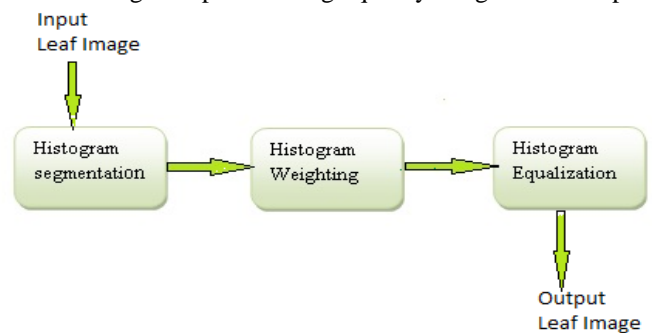 Input
Leaf Image
Histogram
segmentation
Histogram
Weighting
Histogram
Equalization
Output
Leaf Image